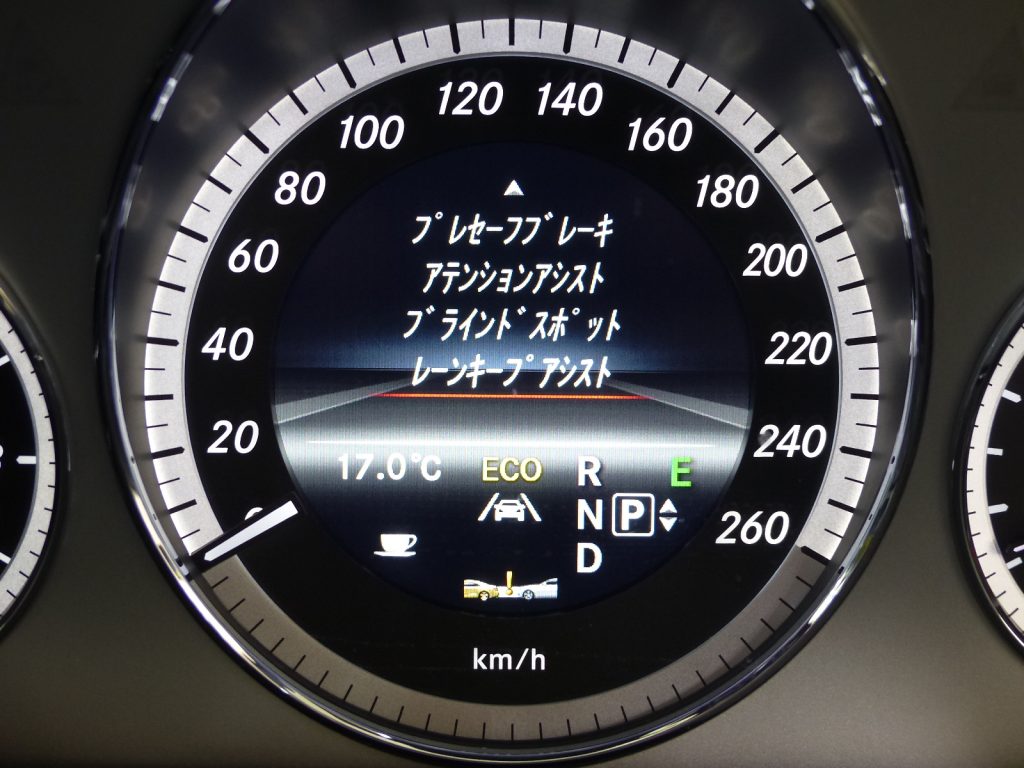 120 140
100 160
80 180
60 200
40 220
20 240
0 260
プレセーフブレーキ
アテンションアシスト
ブラインドスポット
レーンキープアシスト
17.0℃ ECO R E
N P
D
km/h